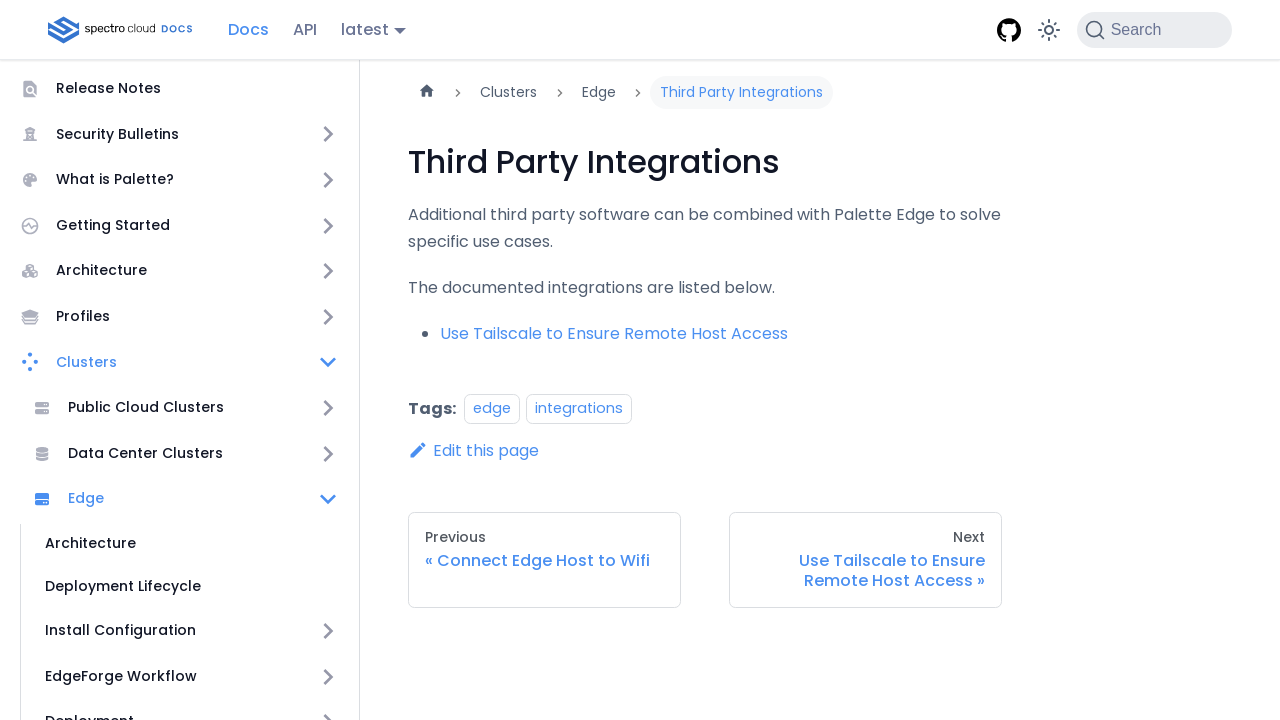 spectro cloud DOCS
Docs
API
latest
Search
Release Notes
Security Bulletins
What is Palette?
Getting Started
Architecture
Profiles
Clusters
Public Cloud Clusters
Data Center Clusters
Edge
Architecture
Deployment Lifecycle
Install Configuration
EdgeForge Workflow
Deployment
Clusters
Edge
Third Party Integrations
Third Party Integrations
Additional third party software can be combined with Palette Edge to solve
specific use cases.
The documented integrations are listed below.
Use Tailscale to Ensure Remote Host Access
Tags: edge integrations
Edit this page
Previous
« Connect Edge Host to Wifi
Next
Use Tailscale to Ensure
Remote Host Access »